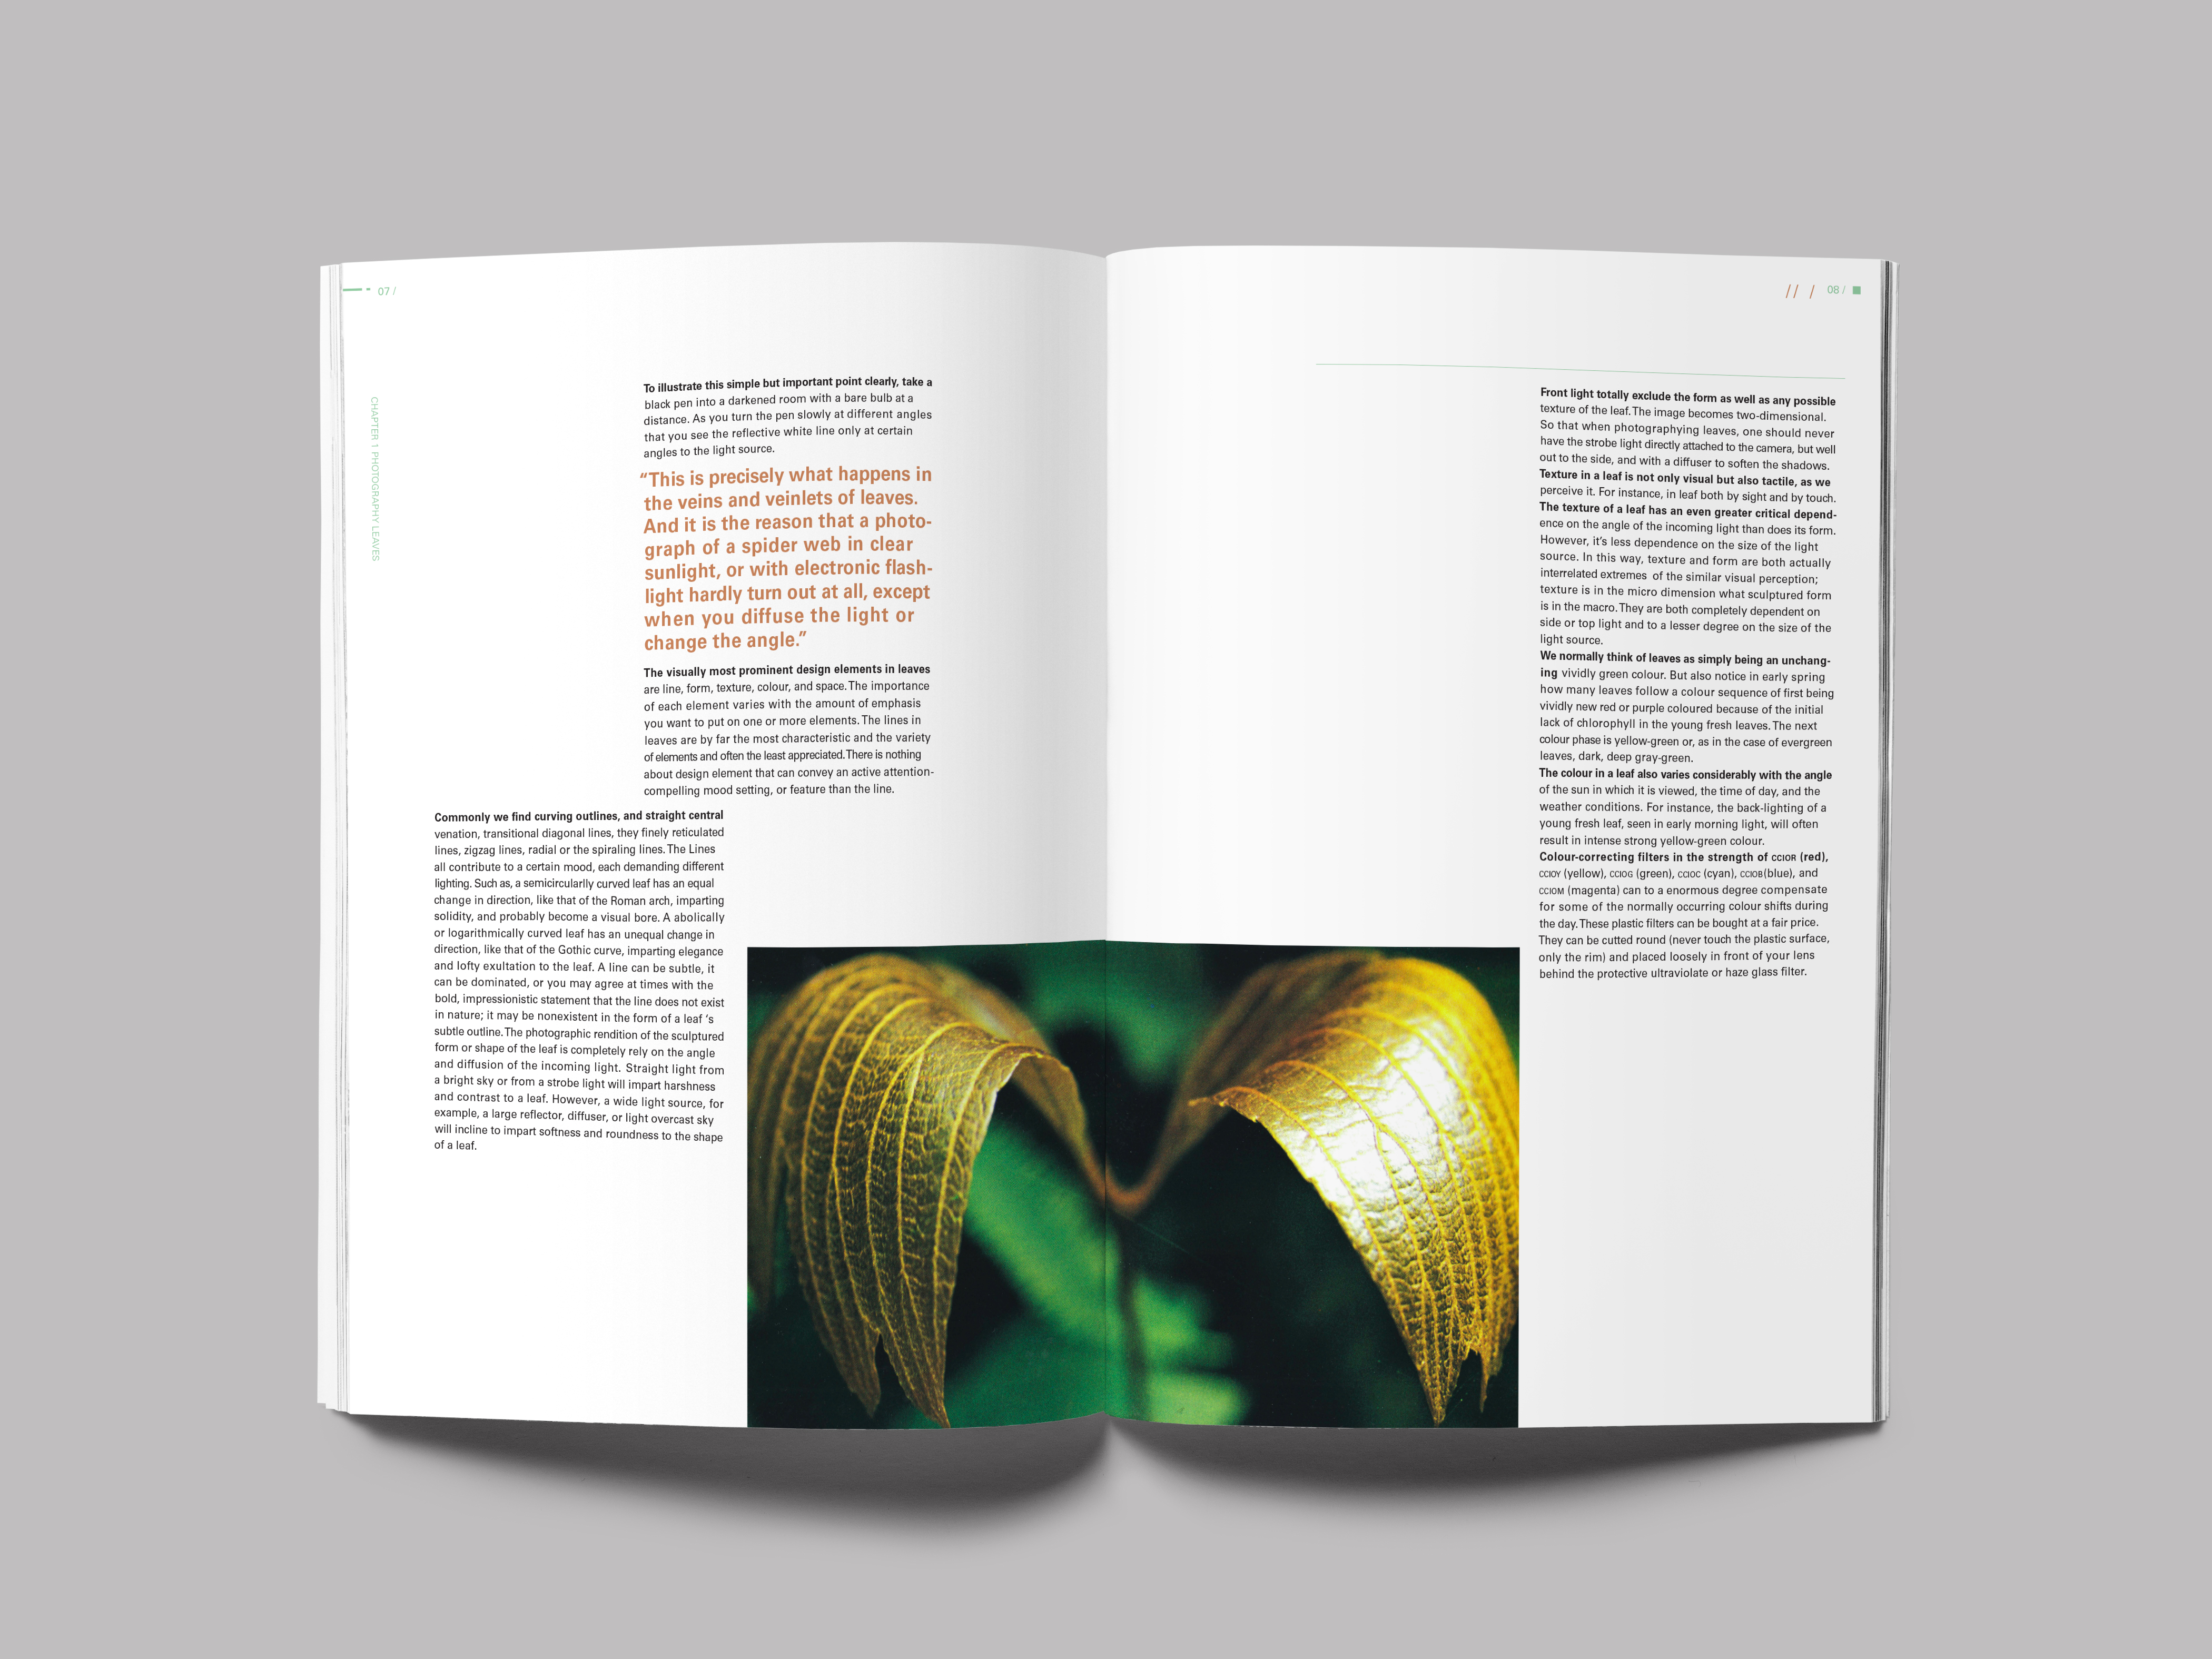 07 /
CHAPTER 1 PHOTOGRAPHY LEAVES
To illustrate this simple but important point clearly, take a
black pen into a darkened room with a bare bulb at a
distance. As you turn the pen slowly at different angles
that you see the reflective white line only at certain
angles to the light source.
“This is precisely what happens in
the veins and veinlets of leaves.
And it is the reason that a photo-
graph of a spider web in clear
sunlight, or with electronic flash-
light hardly turn out at all, except
when you diffuse the light or
change the angle.”
The visually most prominent design elements in leaves
are line, form, texture, colour, and space. The importance
of each element varies with the amount of emphasis
you want to put on one or more elements. The lines in
leaves are by far the most characteristic and the variety
of elements and often the least appreciated. There is nothing
about design element that can convey an active attention-
compelling mood setting, or feature than the line.
Commonly we find curving outlines, and straight central
venation, transitional diagonal lines, they finely reticulated
lines, zigzag lines, radial or the spiraling lines. The Lines
all contribute to a certain mood, each demanding different
lighting. Such as, a semicircularlly curved leaf has an equal
change in direction, like that of the Roman arch, imparting
solidity, and probably become a visual bore. A abolically
or logarithmically curved leaf has an unequal change in
direction, like that of the Gothic curve, imparting elegance
and lofty exultation to the leaf. A line can be subtle, it
can be dominated, or you may agree at times with the
bold, impressionistic statement that the line does not exist
in nature; it may be nonexistent in the form of a leaf ’s
subtle outline. The photographic rendition of the sculptured
form or shape of the leaf is completely rely on the angle
and diffusion of the incoming light. Straight light from
a bright sky or from a strobe light will impart harshness
and contrast to a leaf. However, a wide light source, for
example, a large reflector, diffuser, or light overcast sky
will incline to impart softness and roundness to the shape
of a leaf.
// / 08 /
Front light totally exclude the form as well as any possible
texture of the leaf. The image becomes two-dimensional.
So that when photographying leaves, one should never
have the strobe light directly attached to the camera, but well
out to the side, and with a diffuser to soften the shadows.
Texture in a leaf is not only visual but also tactile, as we
perceive it. For instance, in leaf both by sight and by touch.
The texture of a leaf has an even greater critical depend-
ence on the angle of the incoming light than does its form.
However, it’s less dependence on the size of the light
source. In this way, texture and form are both actually
interrelated extremes of the similar visual perception;
texture is in the micro dimension what sculptured form
is in the macro. They are both completely dependent on
side or top light and to a lesser degree on the size of the
light source.
We normally think of leaves as simply being an unchang-
ing vividly green colour. But also notice in early spring
how many leaves follow a colour sequence of first being
vividly new red or purple coloured because of the initial
lack of chlorophyll in the young fresh leaves. The next
colour phase is yellow-green or, as in the case of evergreen
leaves, dark, deep gray-green.
The colour in a leaf also varies considerably with the angle
of the sun in which it is viewed, the time of day, and the
weather conditions. For instance, the back-lighting of a
young fresh leaf, seen in early morning light, will often
result in intense strong yellow-green colour.
Colour-correcting filters in the strength of CCIOR (red),
CCIOY (yellow), CCIOG (green), CCIOC (cyan), CCIOB(blue), and
CCIOM (magenta) can to a enormous degree compensate
for some of the normally occurring colour shifts during
the day. These plastic filters can be bought at a fair price.
They can be cutted round (never touch the plastic surface,
only the rim) and placed loosely in front of your lens
behind the protective ultraviolate or haze glass filter.